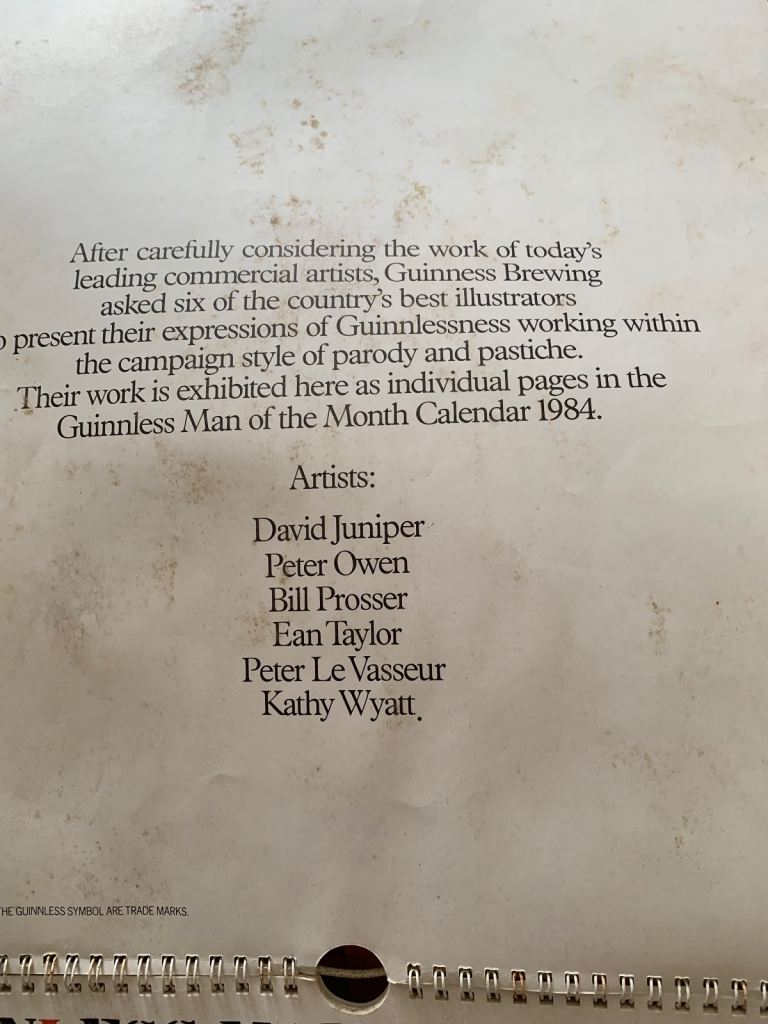 After carefully considering the work of today's
leading commercial artists, Guinness Brewing
asked six of the country's best illustrators
present their expressions of Guinnlessness working within
the campaign style of parody and pastiche.
Their work is exhibited here as individual pages in the
Guinnless Man of the Month Calendar 1984.
Artists:
David Juniper
Peter Owen
Bill Prosser
Ean Taylor
Peter Le Vasseur
Kathy Wyatt.
THE GUINNLESS SYMBOL ARE TRADE MARKS.